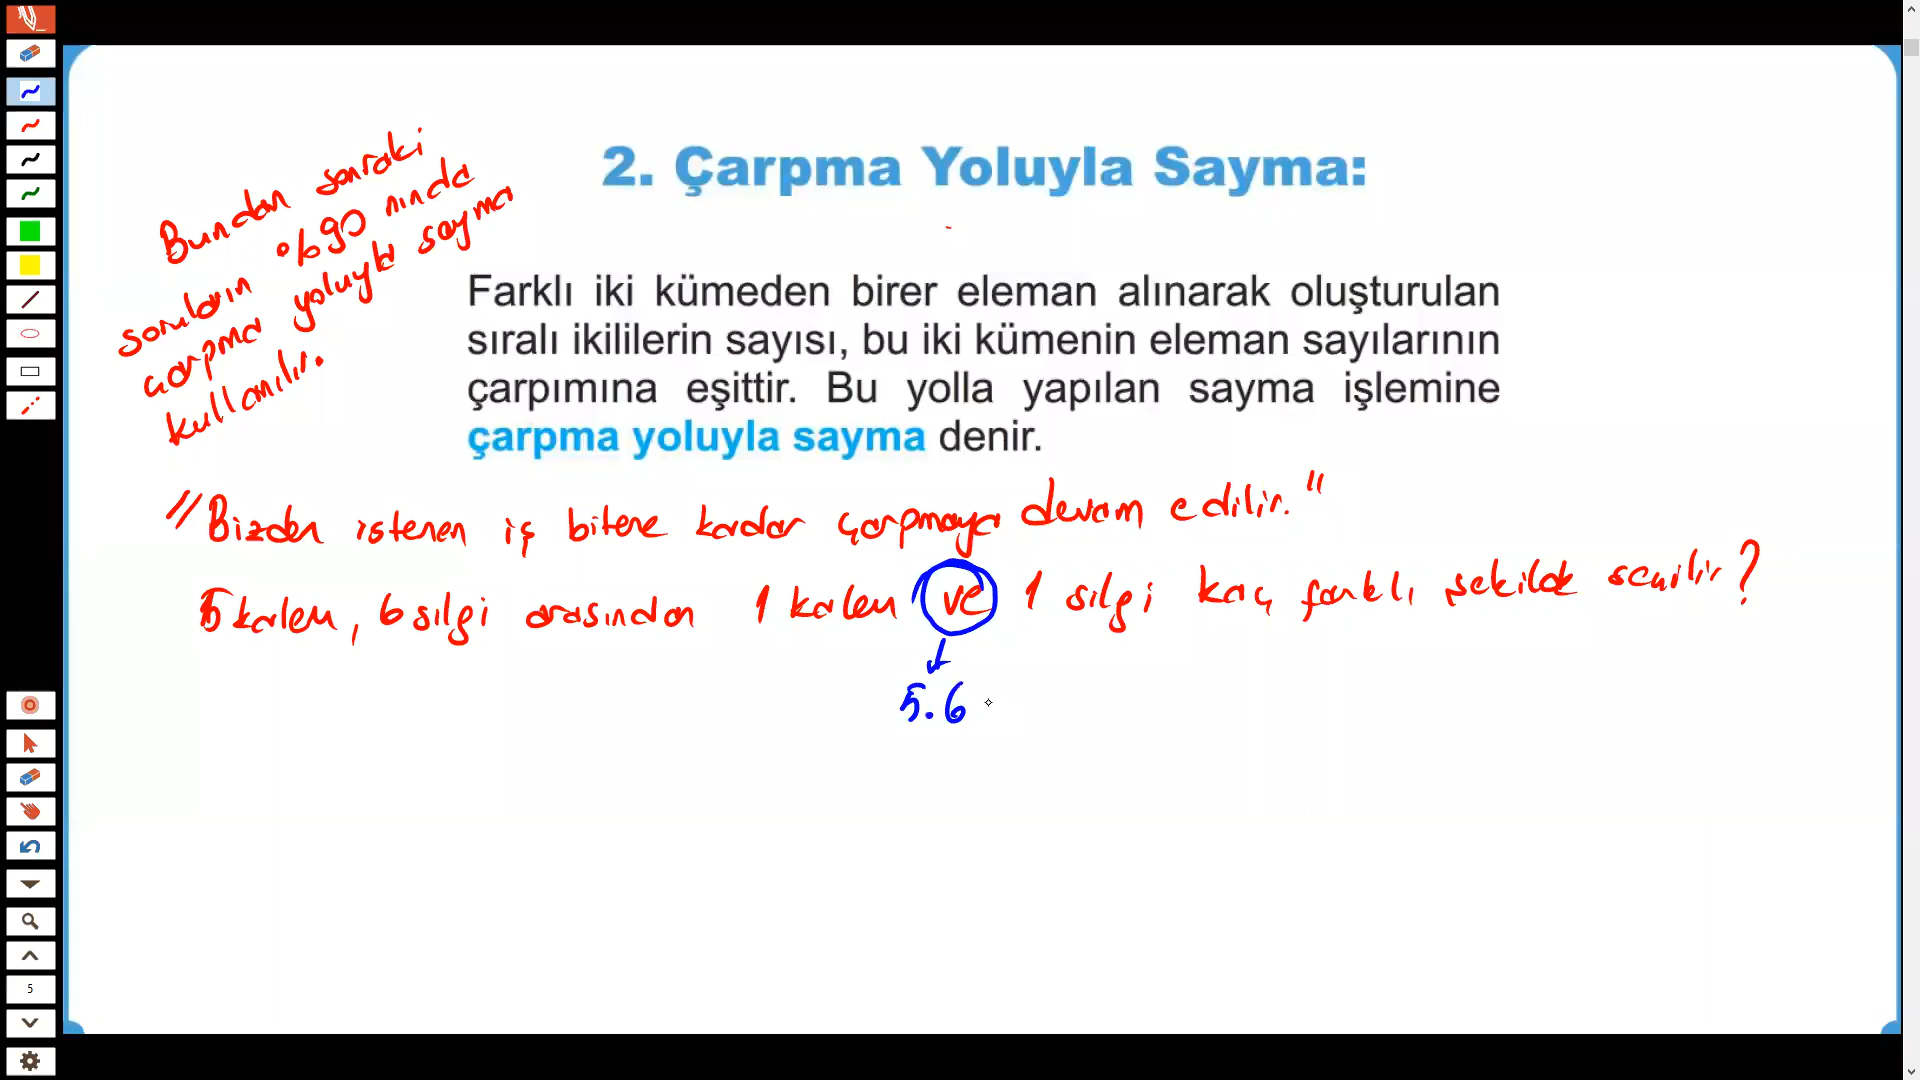 2. Çarpma Yoluyla Sayma:
Bundan sonraki
soruların %90 nında
çarpma yoluyla sayma
kullanılır.
Farklı iki kümeden birer eleman alınarak oluşturulan
sıralı ikililerin sayısı, bu iki kümenin eleman sayılarının
çarpımına eşittir. Bu yolla yapılan sayma işlemine
çarpma yoluyla sayma denir.
"Bizden istenen iş bitene kadar çarpmaya devam edilir."
5 kalem, 6 silgi arasından 1 kalem ve 1 silgi kaç farklı şekilde seçilir?
5.6
5